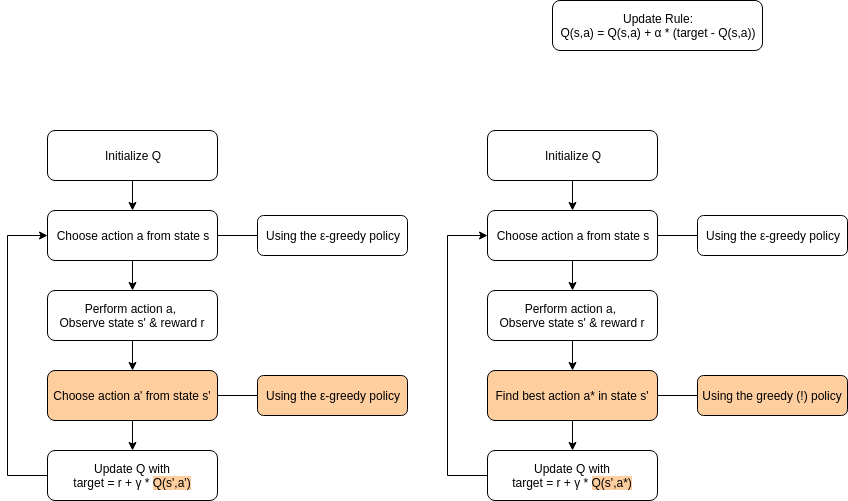 Update Rule:
Q(s,a) = Q(s,a) + α * (target - Q(s,a))
Initialize Q
Choose action a from state s
Using the ε-greedy policy
Perform action a,
Observe state s' & reward r
Choose action a' from state s'
Using the ε-greedy policy
Update Q with
target = r + γ * Q(s',a')
Initialize Q
Choose action a from state s
Using the ε-greedy policy
Perform action a,
Observe state s' & reward r
Find best action a* in state s'
Using the greedy (!) policy
Update Q with
target = r + γ * Q(s',a*)